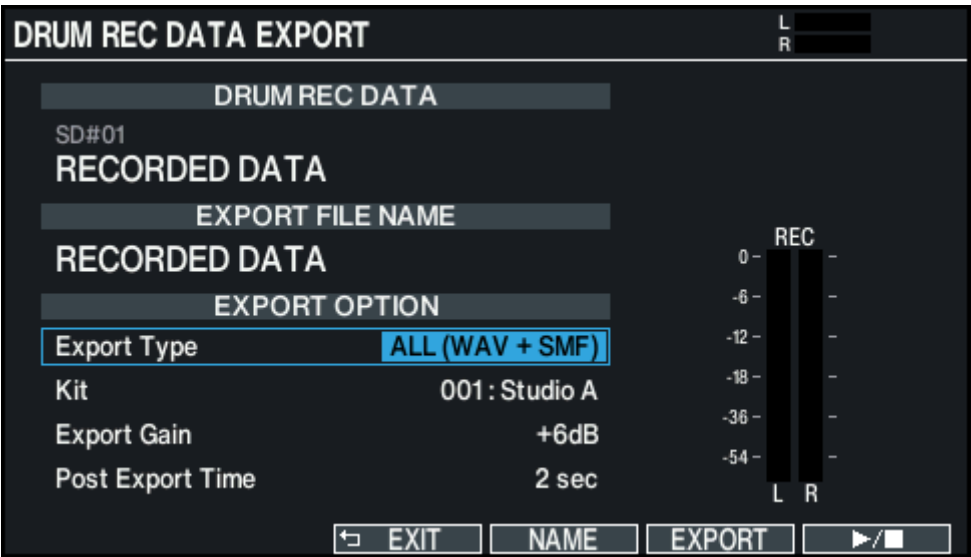 DRUM REC DATA EXPORT
L
R
DRUM REC DATA
SD#01
RECORDED DATA
EXPORT FILE NAME
RECORDED DATA
EXPORT OPTION
Export Type ALL (WAV + SMF)
Kit 001: Studio A
Export Gain +6dB
Post Export Time 2 sec
REC
0
-6
-12
-18
-36
-54
L R
EXIT NAME EXPORT ▶/■